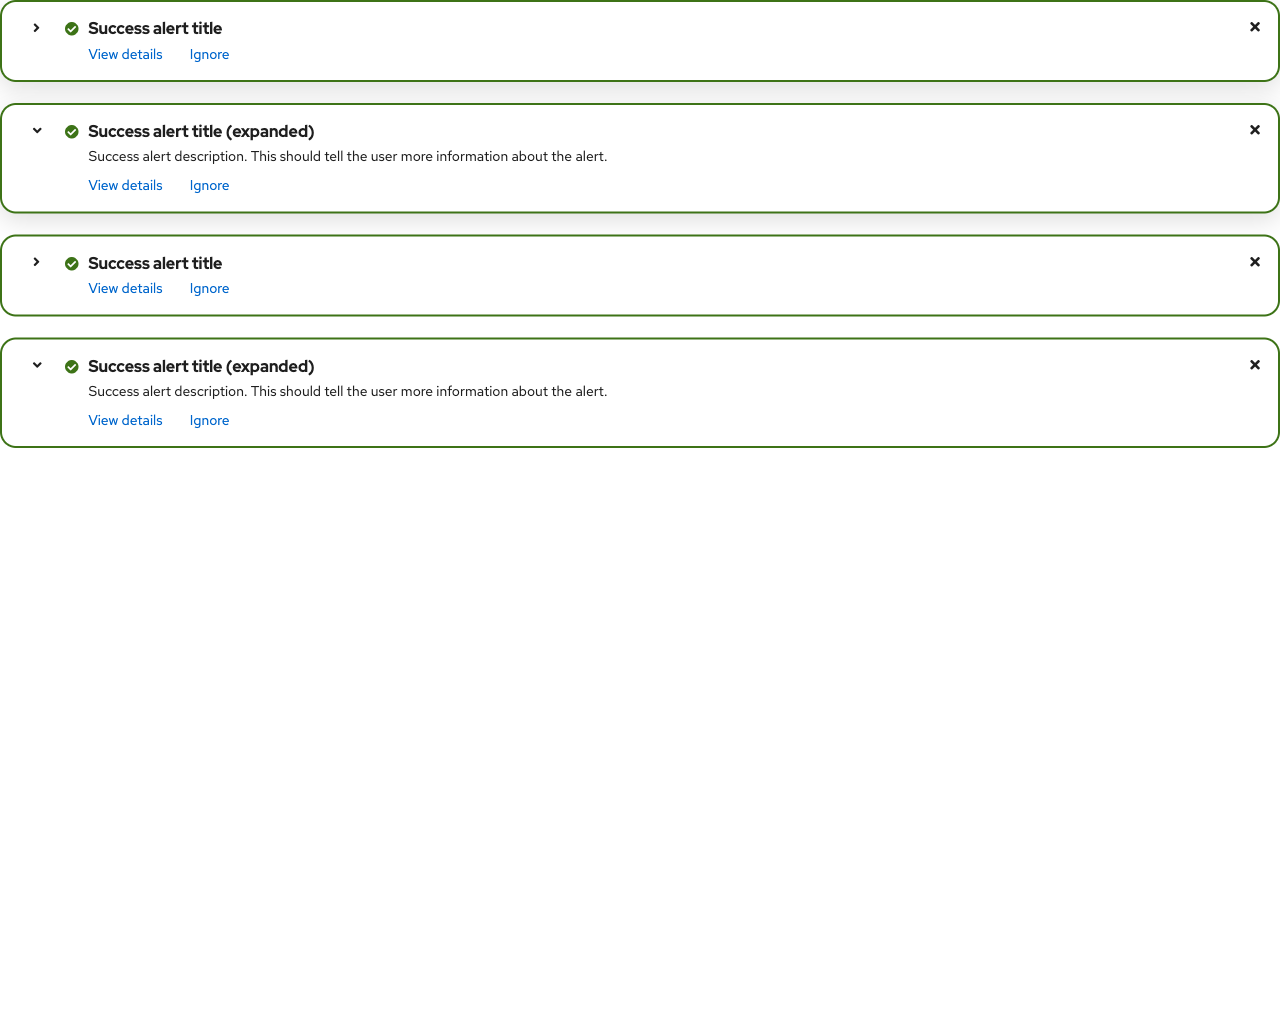 Success alert title
View details Ignore
Success alert title (expanded)
Success alert description. This should tell the user more information about the alert.
View details Ignore
Success alert title
View details Ignore
Success alert title (expanded)
Success alert description. This should tell the user more information about the alert.
View details Ignore